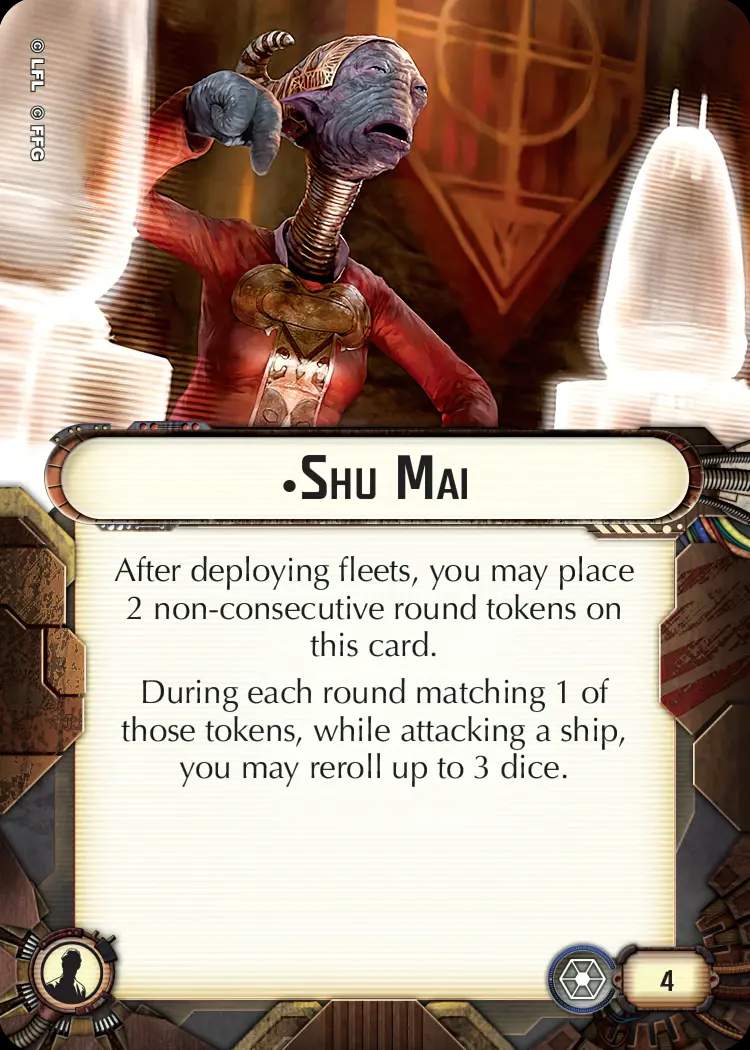 © LFL © FFG
•Shu Mai
After deploying fleets, you may place
2 non-consecutive round tokens on
this card.
During each round matching 1 of
those tokens, while attacking a ship,
you may reroll up to 3 dice.
4